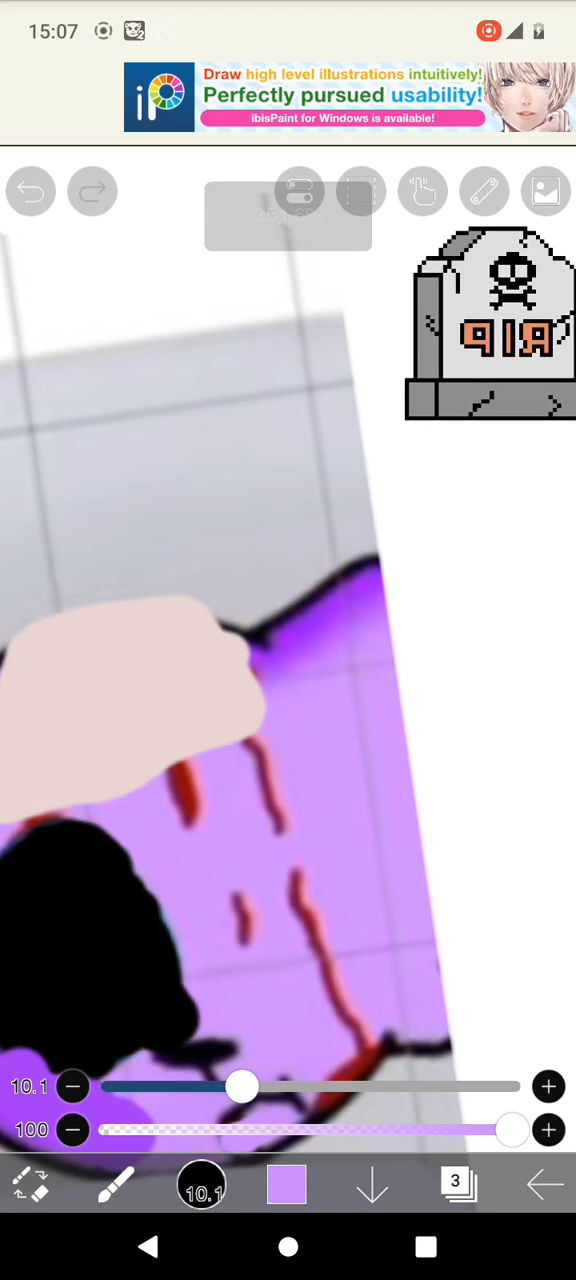 15:07
iP
Draw high level illustrations intuitively!
Perfectly pursued usability!
ibisPaint for Windows is available!
RIP
10.1
100
10.1
3